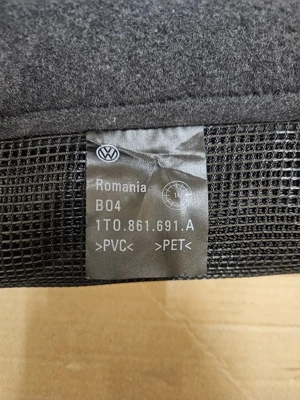 Romania
B04
1T0.861.691.A
>PVC< >PET<